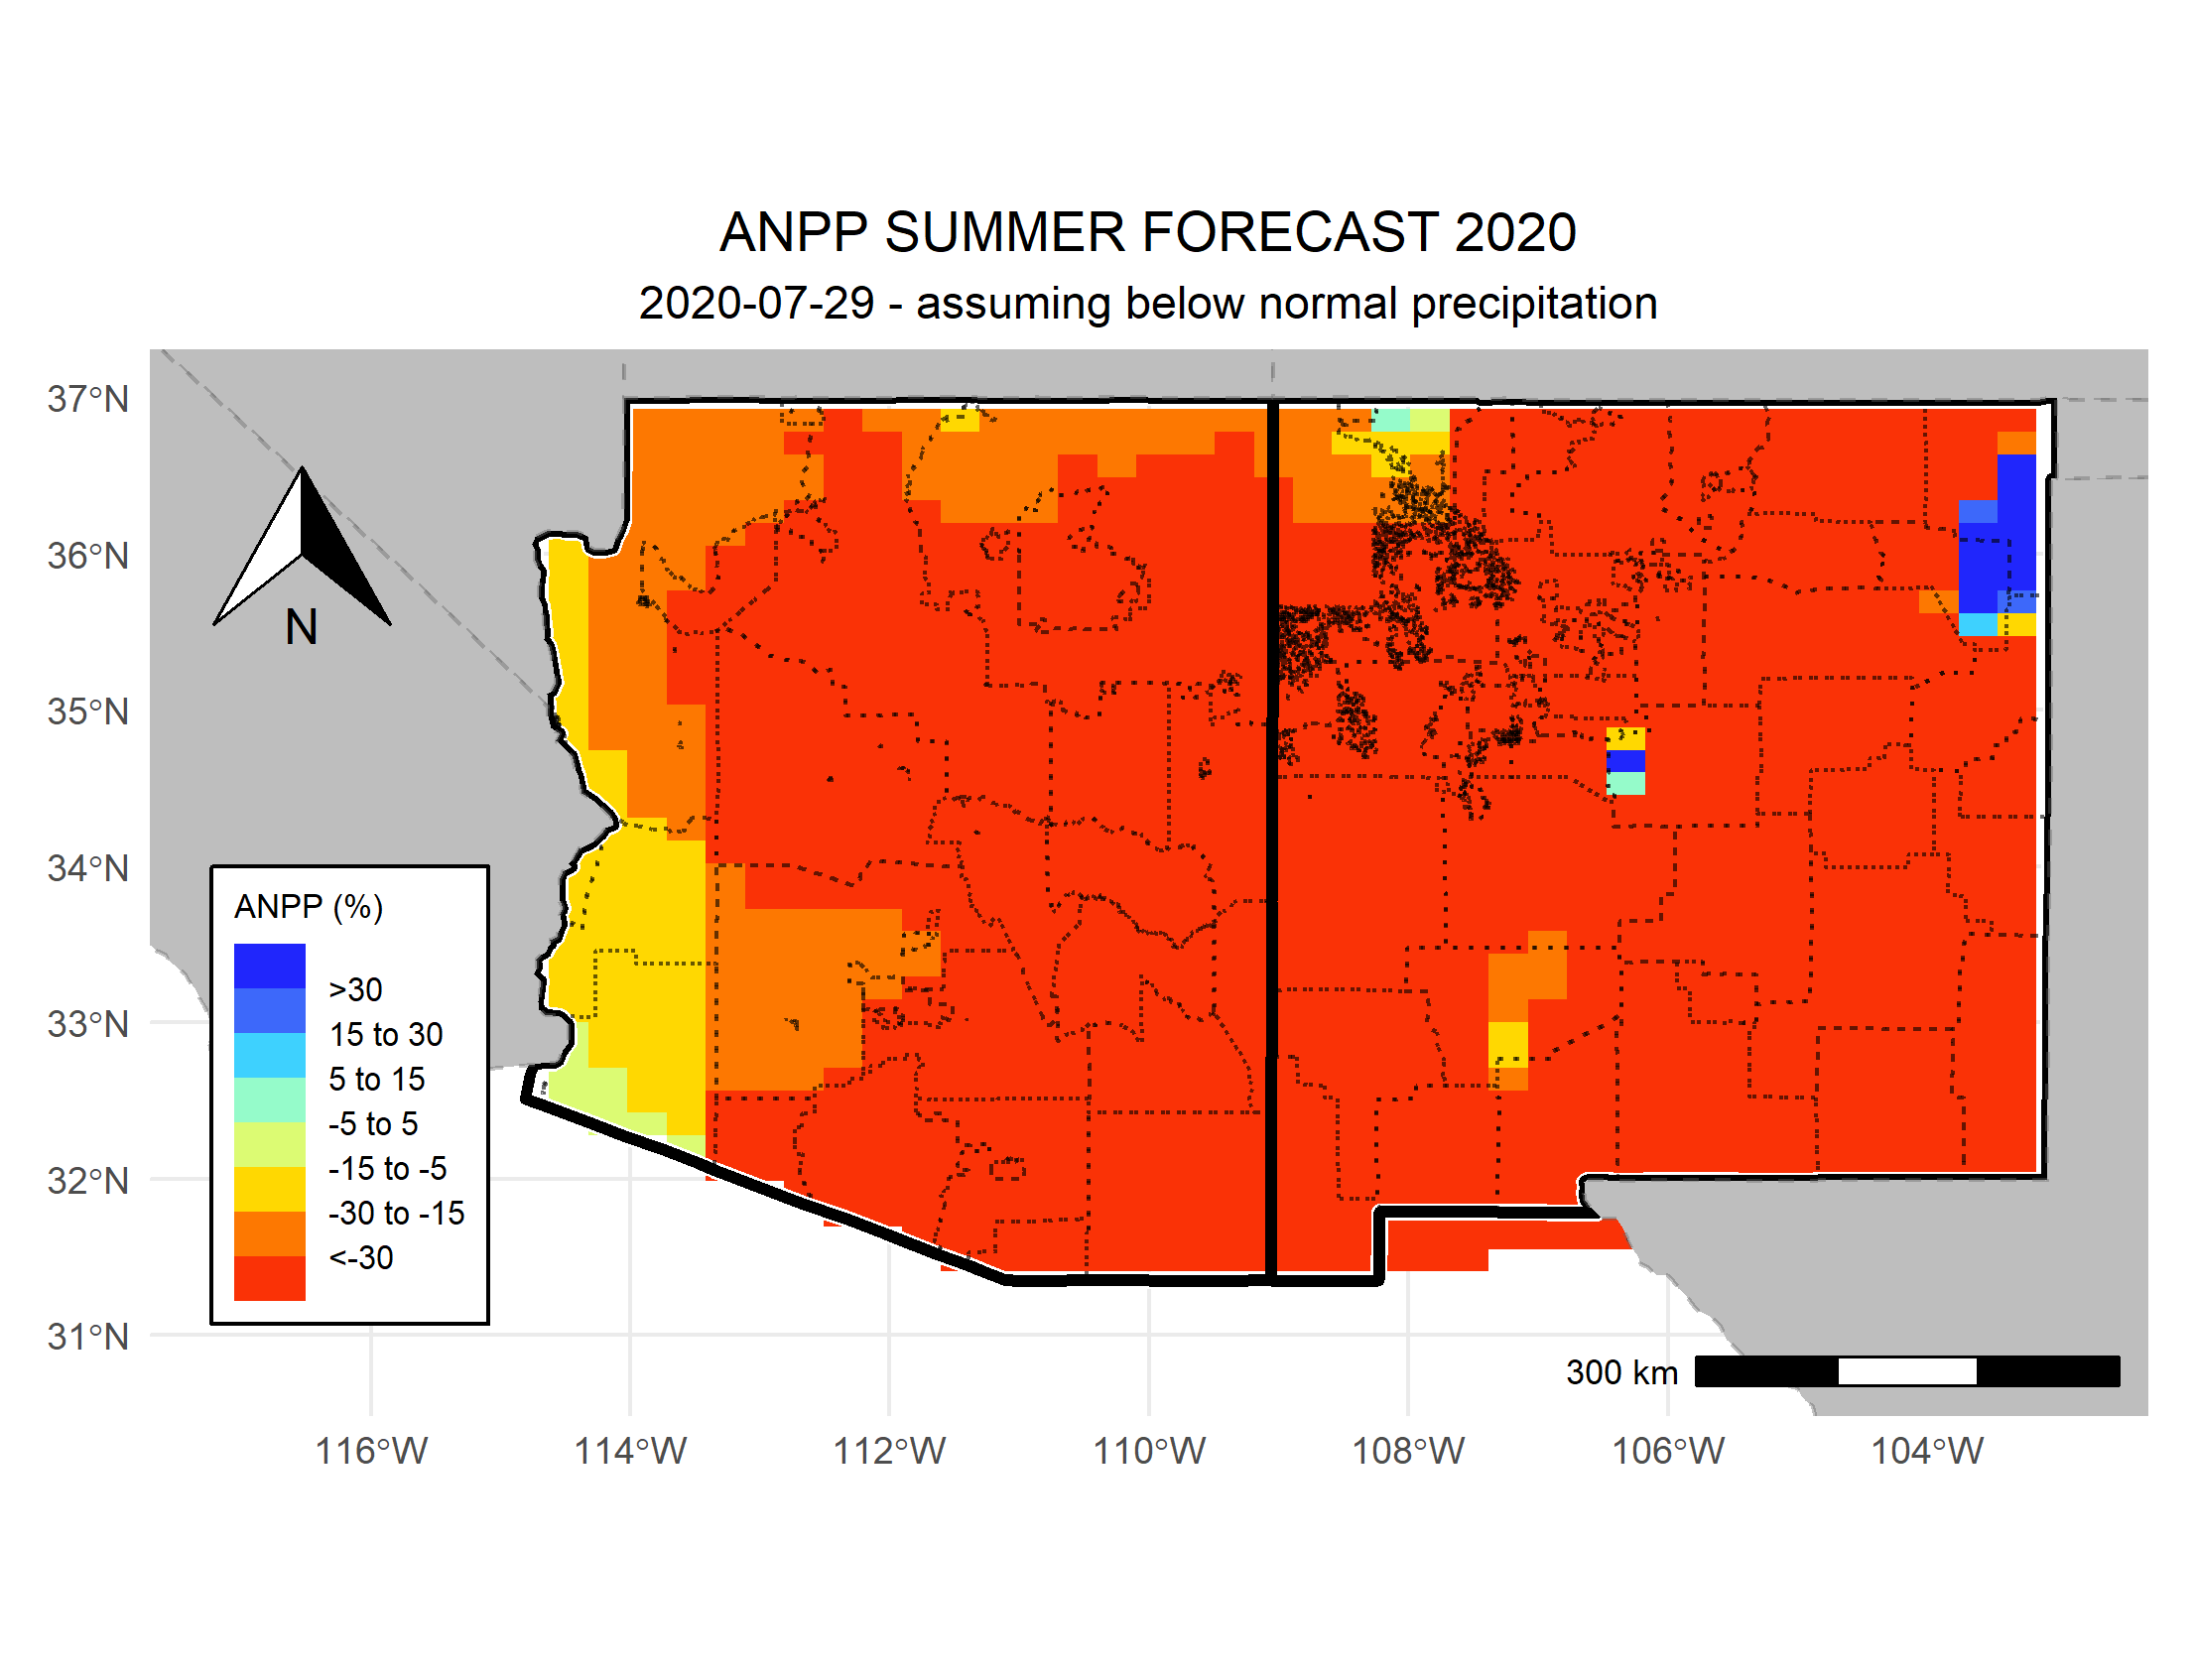 ANPP SUMMER FORECAST 2020
2020-07-29 - assuming below normal precipitation
37°N
36°N
35°N
34°N
33°N
32°N
31°N
N
ANPP (%)
>30
15 to 30
5 to 15
-5 to 5
-15 to -5
-30 to -15
<-30
300 km
116°W
114°W
112°W
110°W
108°W
106°W
104°W